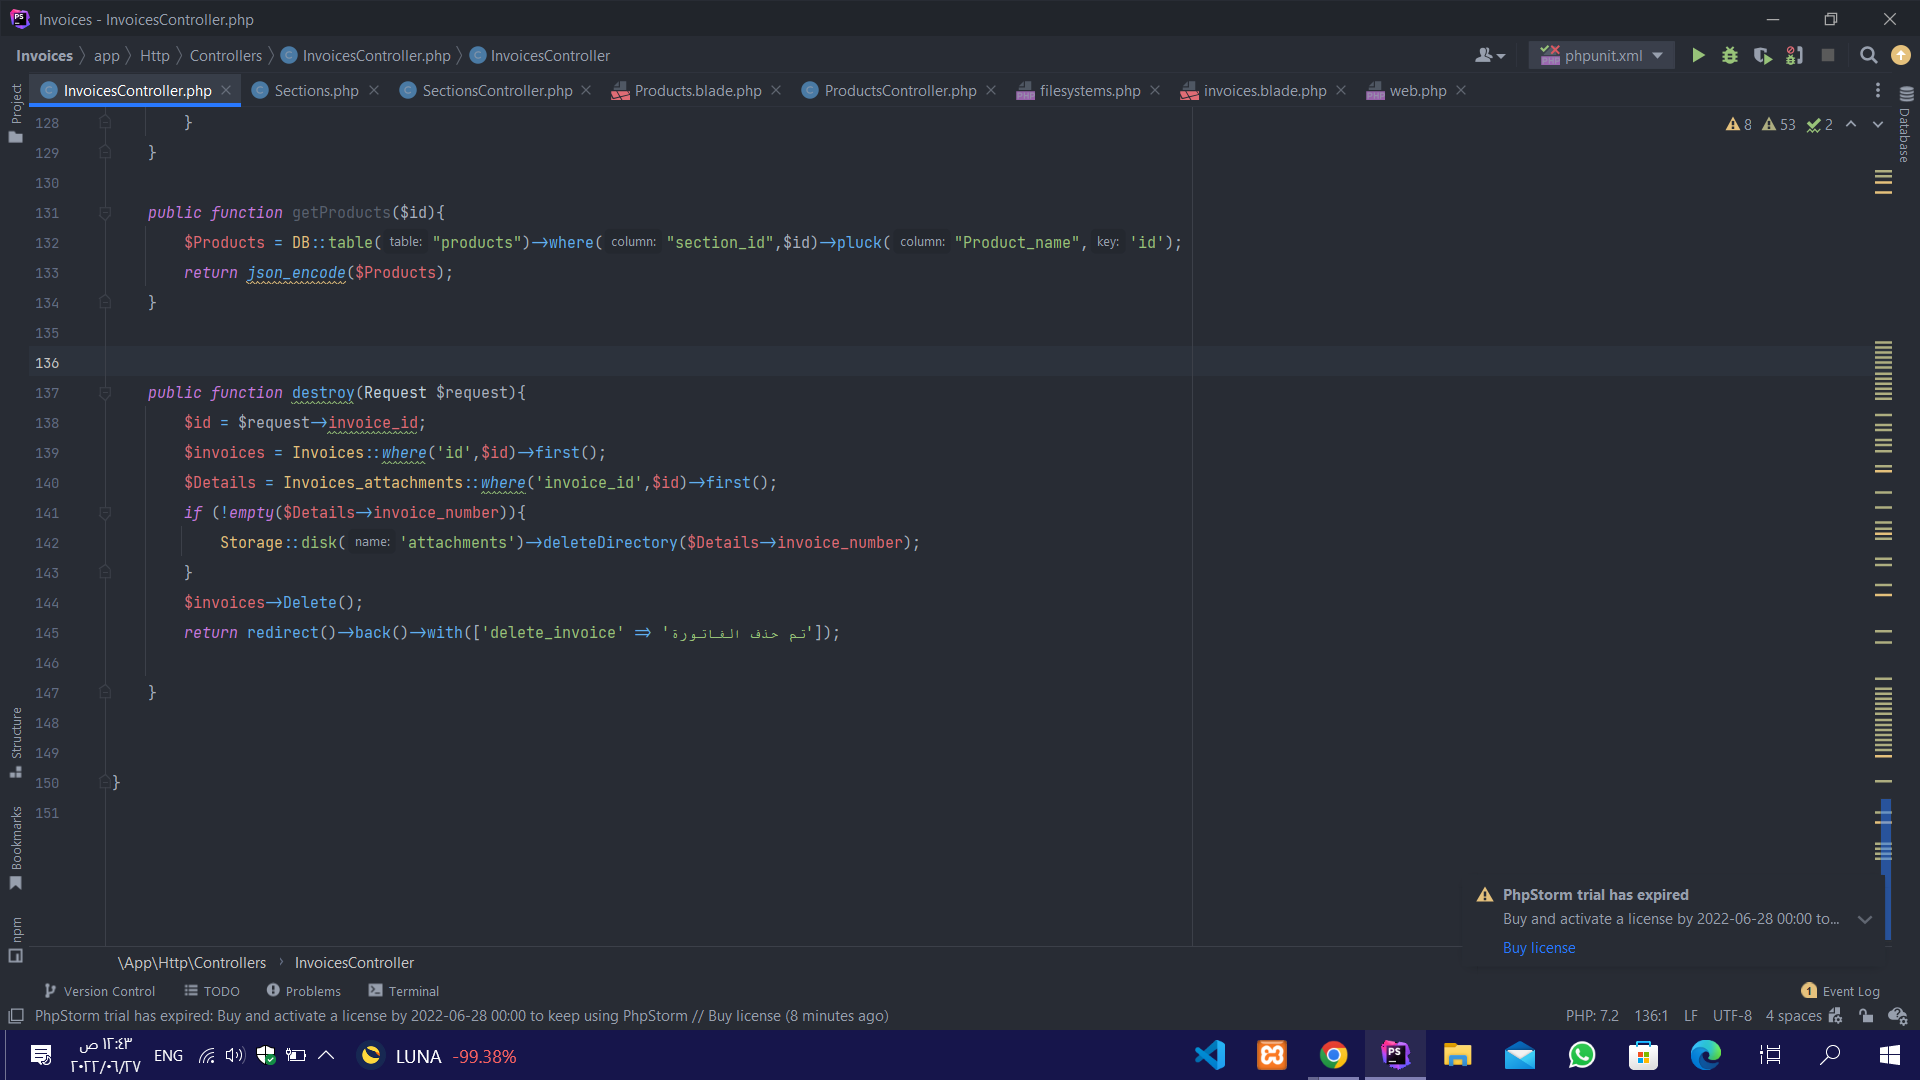 Invoices - InvoicesController.php
Invoices app Http Controllers InvoicesController.php InvoicesController
phpunit.xml
InvoicesController.php Sections.php SectionsController.php Products.blade.php ProductsController.php filesystems.php invoices.blade.php web.php
Project
Database
8 53 2
128 }
129 }
130
131 public function getProducts($id){
132 $Products = DB::table( table: "products")->where( column: "section_id",$id)->pluck( column: "Product_name", key: 'id');
133 return json_encode($Products);
134 }
135
136
137 public function destroy(Request $request){
138 $id = $request->invoice_id;
139 $invoices = Invoices::where('id',$id)->first();
140 $Details = Invoices_attachments::where('invoice_id',$id)->first();
141 if (!empty($Details->invoice_number)){
142 Storage::disk( name: 'attachments')->deleteDirectory($Details->invoice_number);
143 }
144 $invoices->Delete();
145 return redirect()->back()->with(['delete_invoice' => 'تم حذف الفاتورة']);
146
147 }
148
149
150 }
151
Structure
Bookmarks
npm
PhpStorm trial has expired
Buy and activate a license by 2022-06-28 00:00 to...
Buy license
\App\Http\Controllers › InvoicesController
Version Control TODO Problems Terminal
1 Event Log
PhpStorm trial has expired: Buy and activate a license by 2022-06-28 00:00 to keep using PhpStorm // Buy license (8 minutes ago)
PHP: 7.2 136:1 LF UTF-8 4 spaces
١٢:٤٣ ص
٢٠٢٢/٠٦/٢٧
ENG
LUNA -99.38%